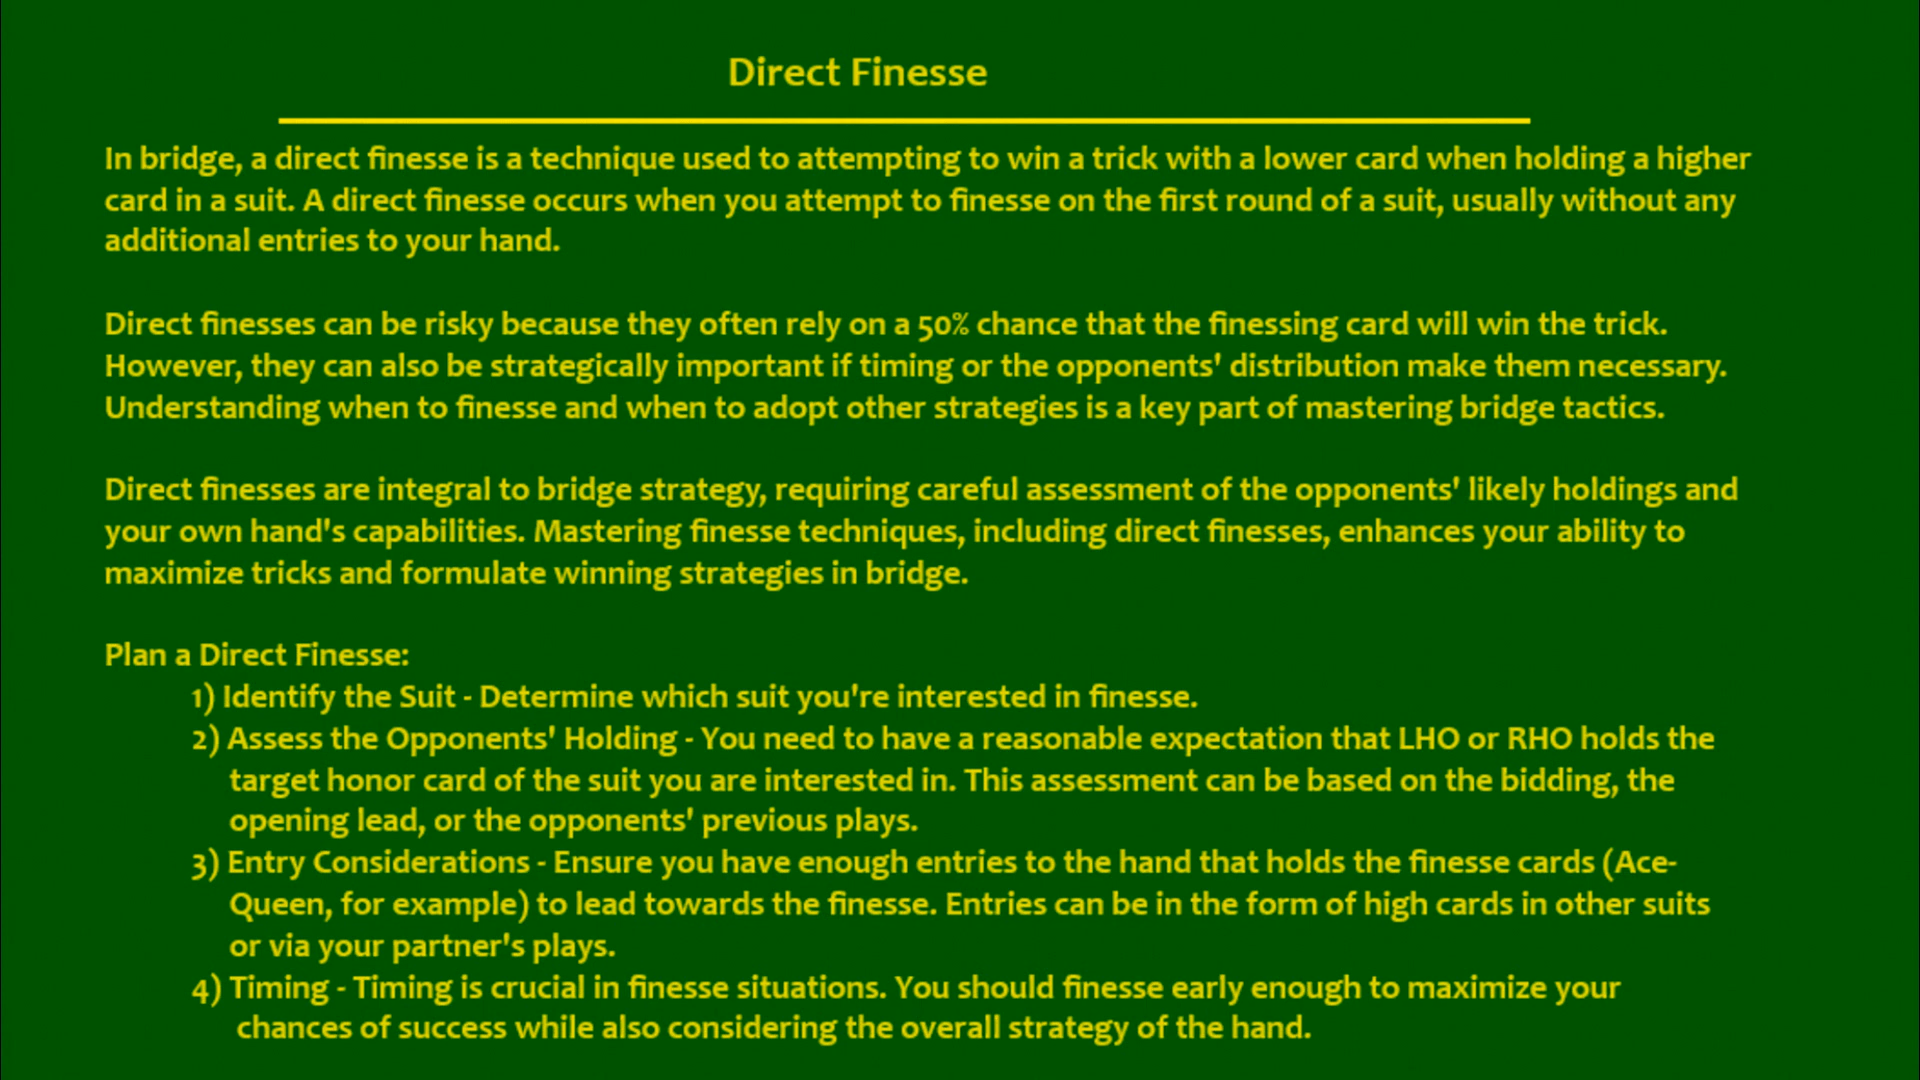 Direct Finesse
In bridge, a direct finesse is a technique used to attempting to win a trick with a lower card when holding a higher
card in a suit. A direct finesse occurs when you attempt to finesse on the first round of a suit, usually without any
additional entries to your hand.
Direct finesses can be risky because they often rely on a 50% chance that the finessing card will win the trick.
However, they can also be strategically important if timing or the opponents' distribution make them necessary.
Understanding when to finesse and when to adopt other strategies is a key part of mastering bridge tactics.
Direct finesses are integral to bridge strategy, requiring careful assessment of the opponents' likely holdings and
your own hand's capabilities. Mastering finesse techniques, including direct finesses, enhances your ability to
maximize tricks and formulate winning strategies in bridge.
Plan a Direct Finesse:
1) Identify the Suit - Determine which suit you're interested in finesse.
2) Assess the Opponents' Holding - You need to have a reasonable expectation that LHO or RHO holds the
target honor card of the suit you are interested in. This assessment can be based on the bidding, the
opening lead, or the opponents' previous plays.
3) Entry Considerations - Ensure you have enough entries to the hand that holds the finesse cards (Ace-
Queen, for example) to lead towards the finesse. Entries can be in the form of high cards in other suits
or via your partner's plays.
4) Timing - Timing is crucial in finesse situations. You should finesse early enough to maximize your
chances of success while also considering the overall strategy of the hand.